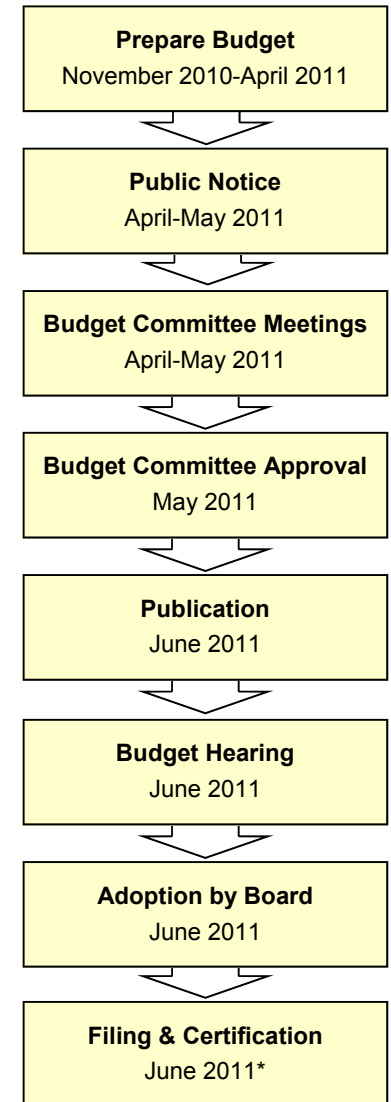 Prepare Budget
November 2010-April 2011
Public Notice
April-May 2011
Budget Committee Meetings
April-May 2011
Budget Committee Approval
May 2011
Publication
June 2011
Budget Hearing
June 2011
Adoption by Board
June 2011
Filing & Certification
June 2011*